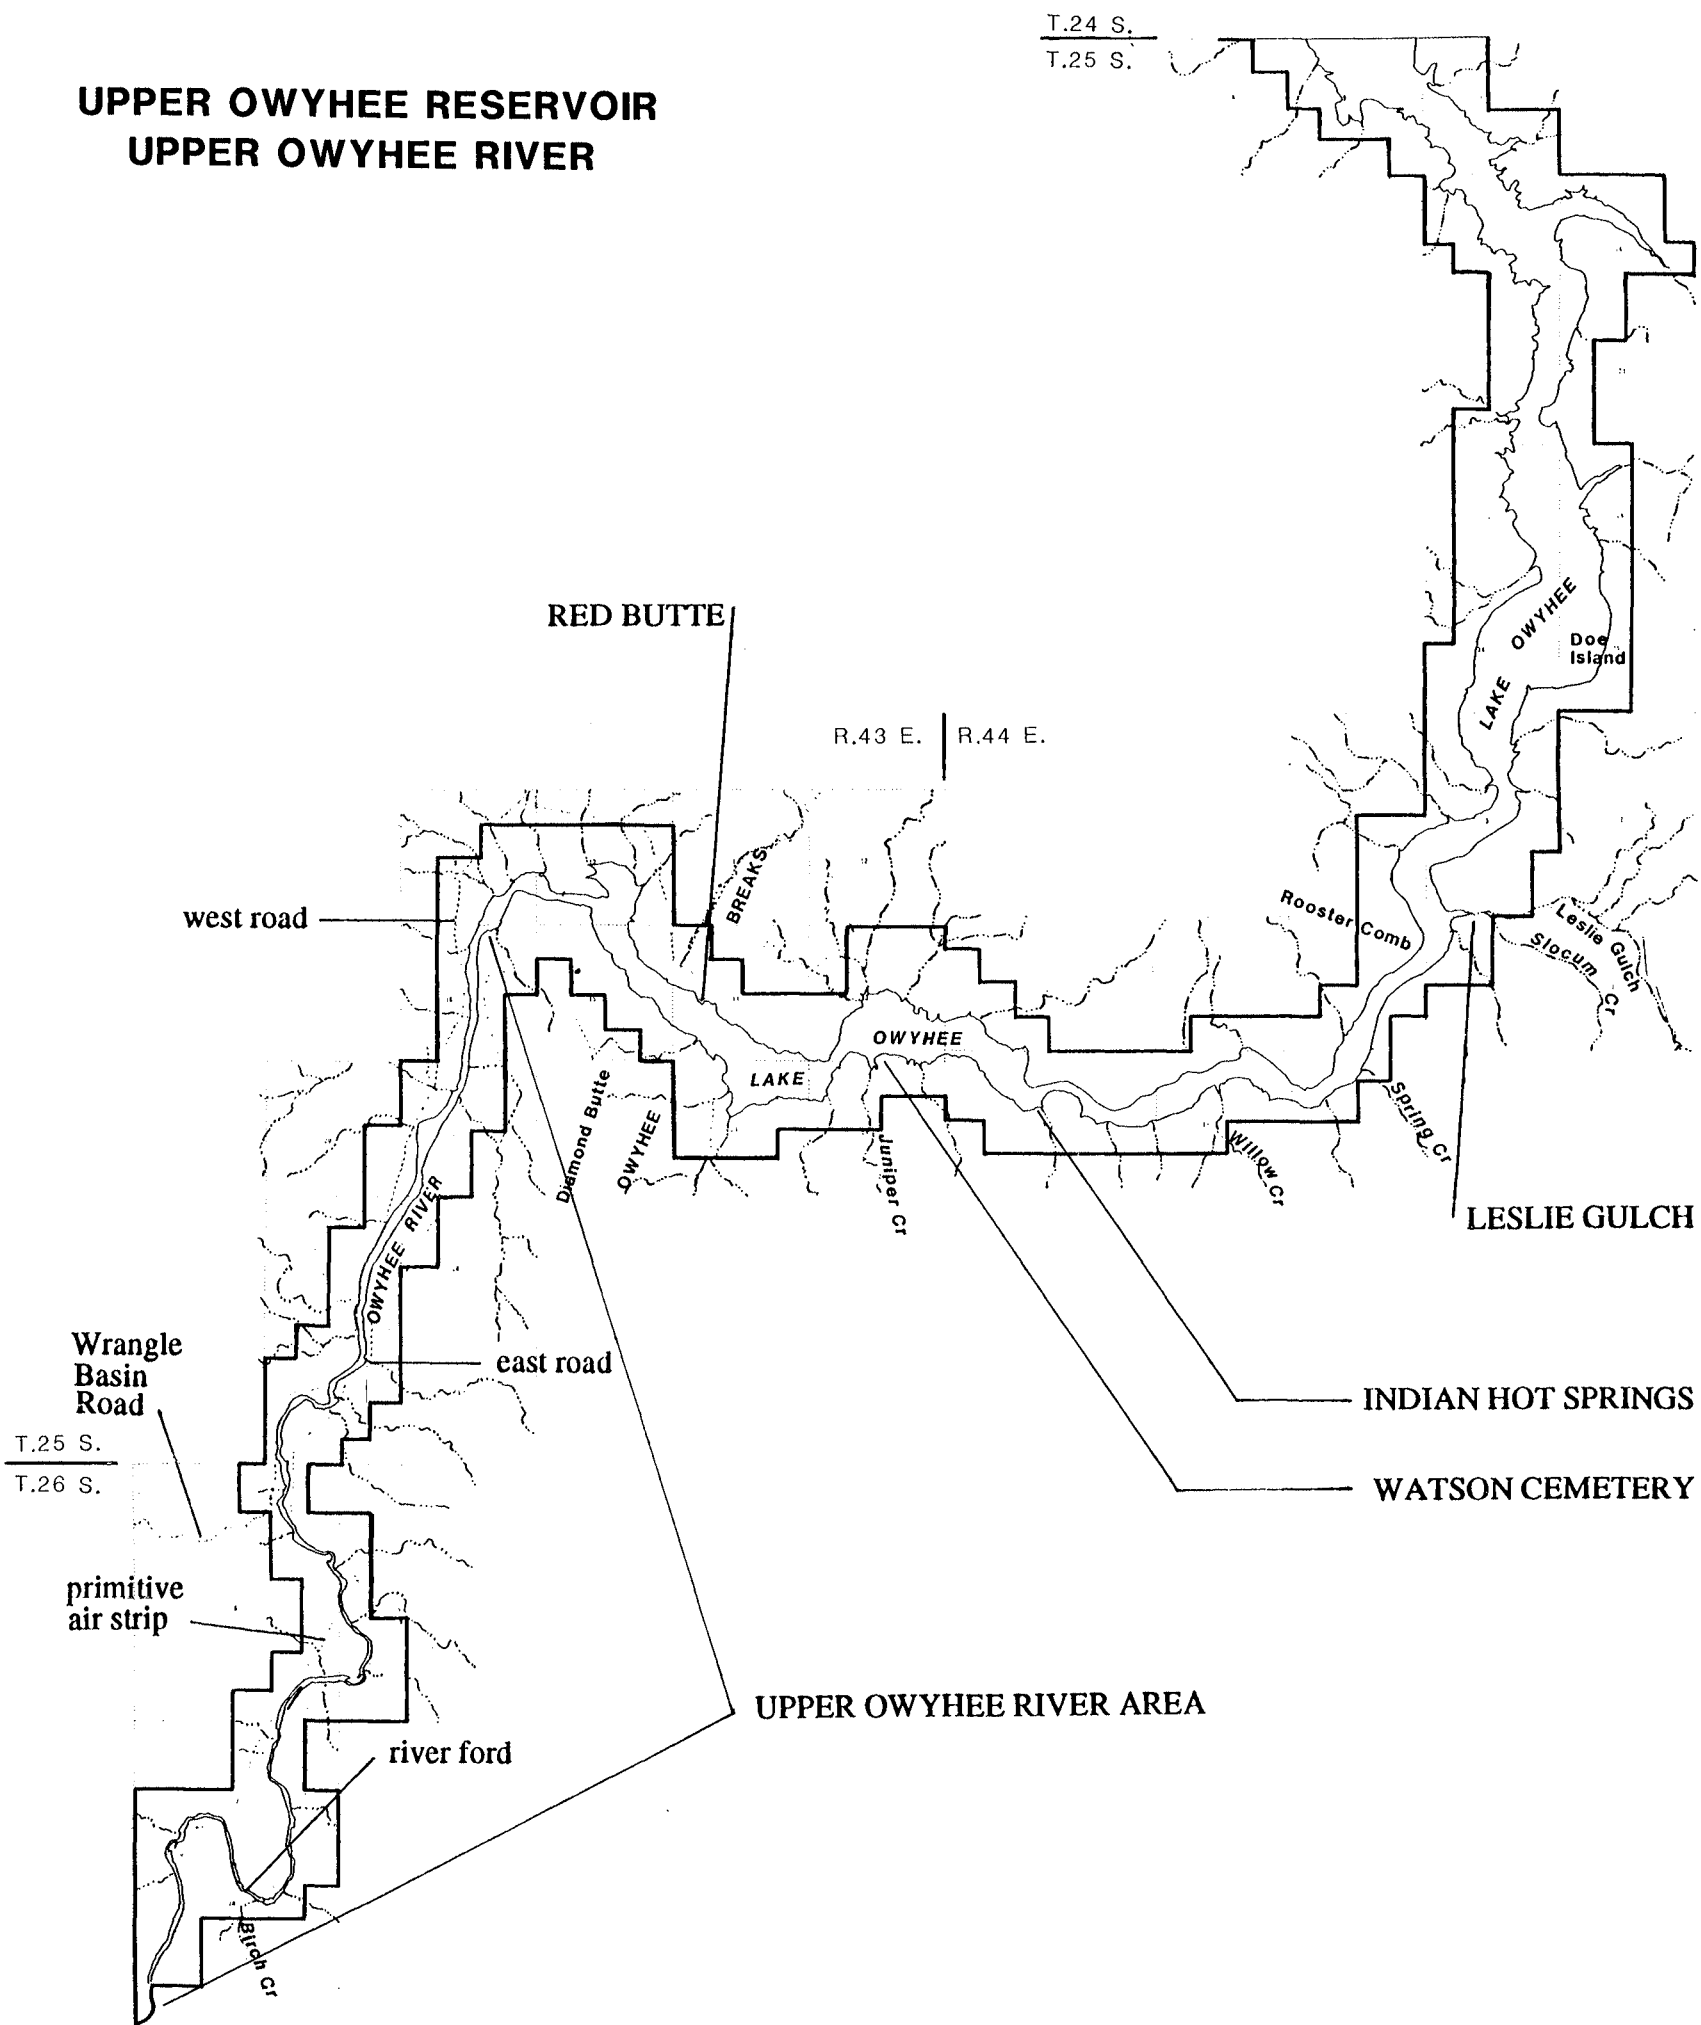 T.24 S.
T.25 S.
UPPER OWYHEE RESERVOIR
UPPER OWYHEE RIVER
LAKE OWYHEE
Doe
Island
RED BUTTE
R.43 E.
R.44 E.
BREAKS
west road
Rooster Comb
Leslie Gulch
Slocum Cr
OWYHEE
LAKE
Diamond Butte
OWYHEE
Juniper Cr
Willow Cr
Spring Cr
LESLIE GULCH
OWYHEE RIVER
Wrangle
Basin
Road
east road
INDIAN HOT SPRINGS
T.25 S.
T.26 S.
WATSON CEMETERY
primitive
air strip
UPPER OWYHEE RIVER AREA
river ford
Birch Cr